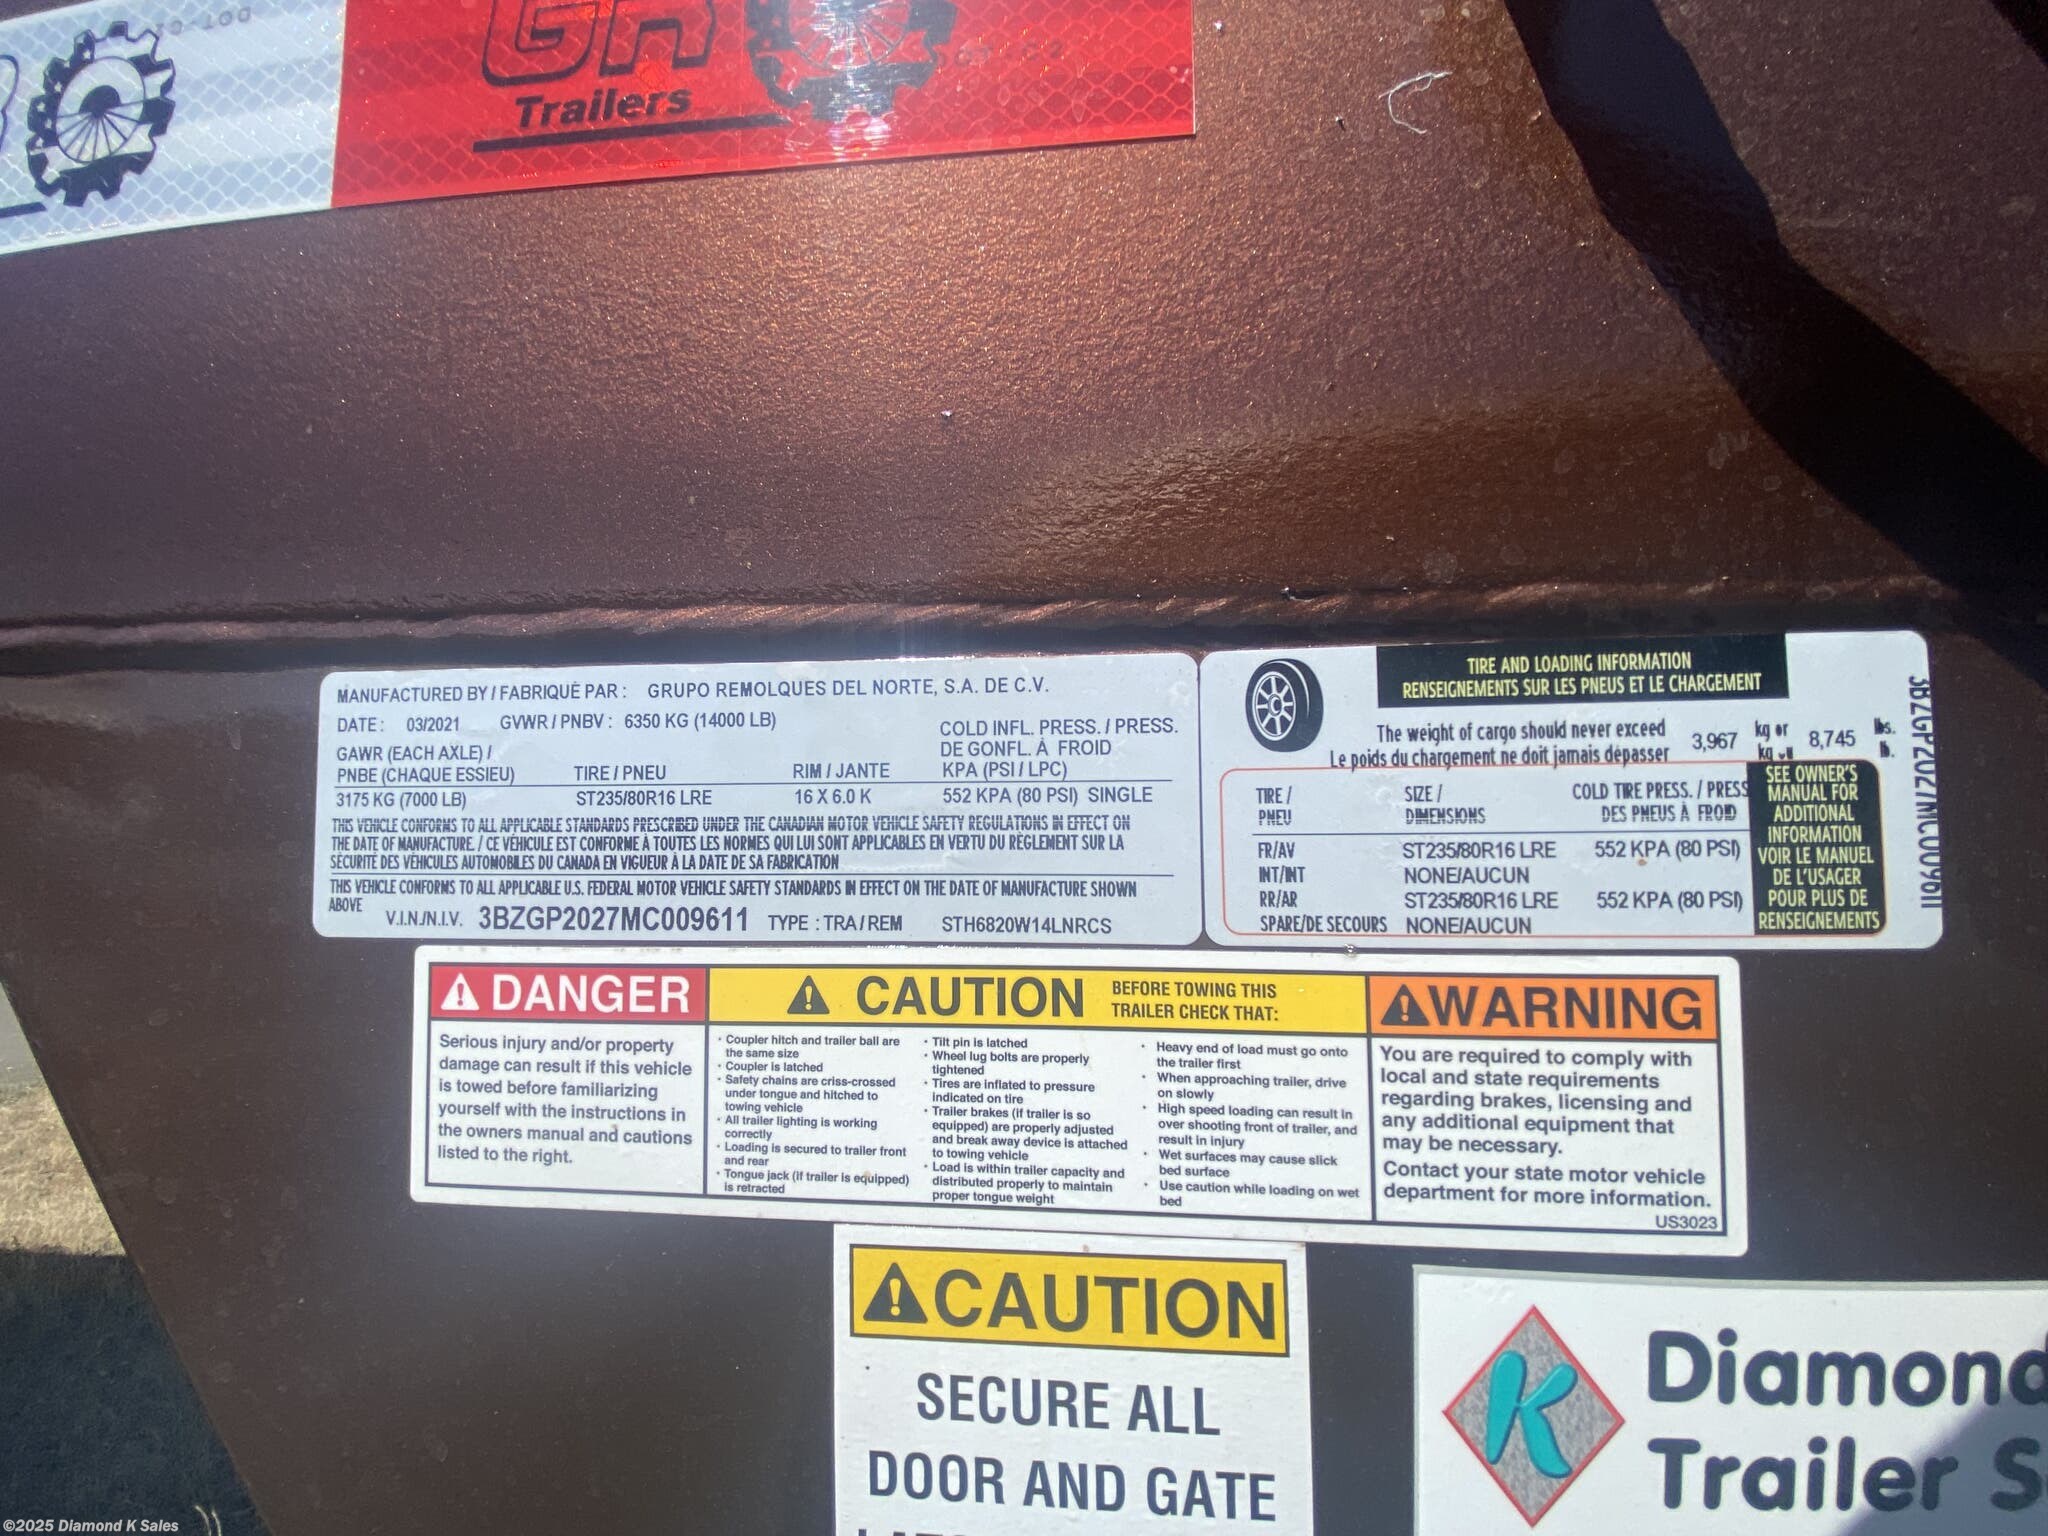 GR
Trailers
MANUFACTURED BY / FABRIQUÉ PAR : GRUPO REMOLQUES DEL NORTE, S.A. DE C.V.
DATE : 03/2021 GVWR / PNBV : 6350 KG (14000 LB)
COLD INFL. PRESS. / PRESS.
DE GONFL. À FROID
KPA (PSI / LPC)
GAWR (EACH AXLE) /
PNBE (CHAQUE ESSIEU) TIRE / PNEU RIM / JANTE
3175 KG (7000 LB) ST235/80R16 LRE 16 X 6.0 K 552 KPA (80 PSI) SINGLE
THIS VEHICLE CONFORMS TO ALL APPLICABLE STANDARDS PRESCRIBED UNDER THE CANADIAN MOTOR VEHICLE SAFETY REGULATIONS IN EFFECT ON
THE DATE OF MANUFACTURE. / CE VÉHICULE EST CONFORME À TOUTES LES NORMES QUI LUI SONT APPLICABLES EN VERTU DU RÈGLEMENT SUR LA
SÉCURITÉ DES VÉHICULES AUTOMOBILES DU CANADA EN VIGUEUR À LA DATE DE SA FABRICATION
THIS VEHICLE CONFORMS TO ALL APPLICABLE U.S. FEDERAL MOTOR VEHICLE SAFETY STANDARDS IN EFFECT ON THE DATE OF MANUFACTURE SHOWN
ABOVE
V.I.N./N.I.V. 3BZGP2027MC009611 TYPE : TRA / REM STH6820W14LNRCS
TIRE AND LOADING INFORMATION
RENSEIGNEMENTS SUR LES PNEUS ET LE CHARGEMENT
The weight of cargo should never exceed 3,967 kg or 8,745 lbs.
Le poids du chargement ne doit jamais dépasser kg ou lb.
TIRE / SIZE / COLD TIRE PRESS. / PRESS
PNEU DIMENSIONS DES PNEUS À FROID
FR/AV ST235/80R16 LRE 552 KPA (80 PSI)
INT/INT NONE/AUCUN
RR/AR ST235/80R16 LRE 552 KPA (80 PSI)
SPARE/DE SECOURS NONE/AUCUN
SEE OWNER'S
MANUAL FOR
ADDITIONAL
INFORMATION
VOIR LE MANUEL
DE L'USAGER
POUR PLUS DE
RENSEIGNEMENTS
3BZGP2027MC009611
DANGER
Serious injury and/or property
damage can result if this vehicle
is towed before familiarizing
yourself with the instructions in
the owners manual and cautions
listed to the right.
CAUTION
BEFORE TOWING THIS
TRAILER CHECK THAT:
· Coupler hitch and trailer ball are
the same size
· Coupler is latched
· Safety chains are criss-crossed
under tongue and hitched to
towing vehicle
· All trailer lighting is working
correctly
· Loading is secured to trailer front
and rear
· Tongue jack (if trailer is equipped)
is retracted
· Tilt pin is latched
· Wheel lug bolts are properly
tightened
· Tires are inflated to pressure
indicated on tire
· Trailer brakes (if trailer is so
equipped) are properly adjusted
and break away device is attached
to towing vehicle
· Load is within trailer capacity and
distributed properly to maintain
proper tongue weight
· Heavy end of load must go onto
the trailer first
· When approaching trailer, drive
on slowly
· High speed loading can result in
over shooting front of trailer, and
result in injury
· Wet surfaces may cause slick
bed surface
· Use caution while loading on wet
bed
WARNING
You are required to comply with
local and state requirements
regarding brakes, licensing and
any additional equipment that
may be necessary.
Contact your state motor vehicle
department for more information.
US3023
CAUTION
SECURE ALL
DOOR AND GATE
K
Diamond
Trailer S
©2025 Diamond K Sales